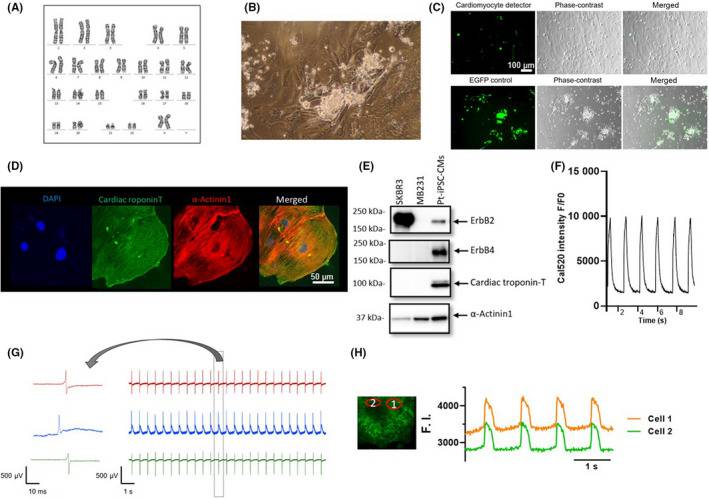 (A)
(B)
(C)
Cardiomyocyte detector Phase-contrast Merged
100 µm
EGFP control Phase-contrast Merged
(D)
DAPI Cardiac roponinT α-Actinin1 Merged
50 µm
(E)
SKBR3 MB231 Pt-iPSC-CMs
250 kDa-
150 kDa-
ErbB2
250 kDa-
150 kDa-
ErbB4
100 kDa-
Cardiac troponin-T
37 kDa-
α-Actinin1
(F)
Cal520 intensity F/F0
15 000
10 000
5000
0
2 4 6 8
Time (s)
(G)
500 µV
10 ms
500 µV
1 s
(H)
2 1
F. I.
4000
3000
Cell 1
Cell 2
1 s